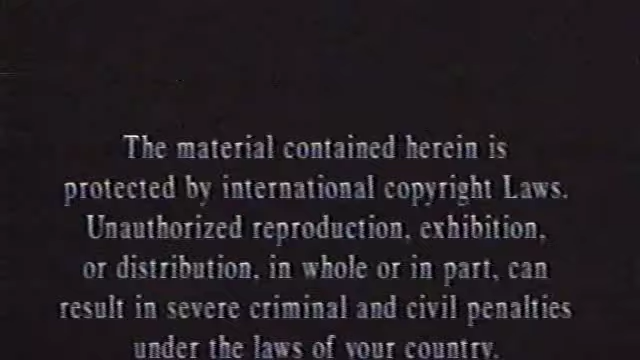 The material contained herein is
protected by international copyright Laws.
Unauthorized reproduction, exhibition,
or distribution, in whole or in part, can
result in severe criminal and civil penalties
under the laws of your country.